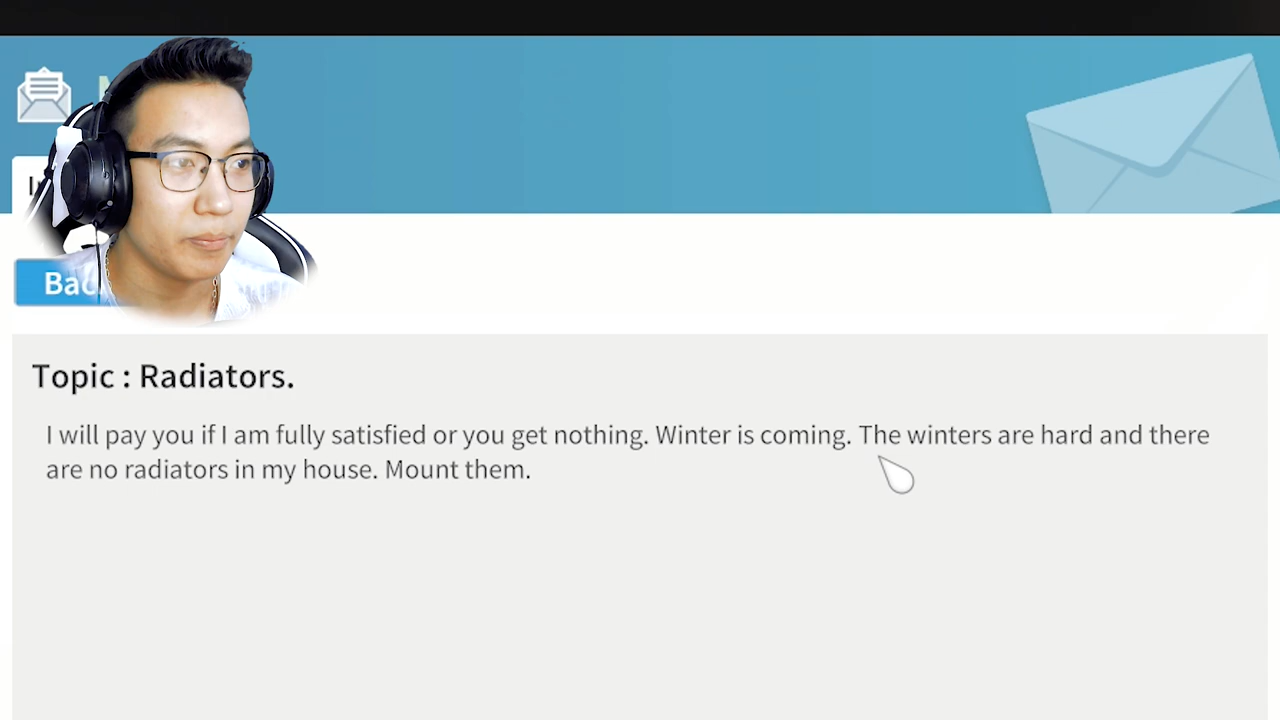 Topic : Radiators.
I will pay you if I am fully satisfied or you get nothing. Winter is coming. The winters are hard and there
are no radiators in my house. Mount them.